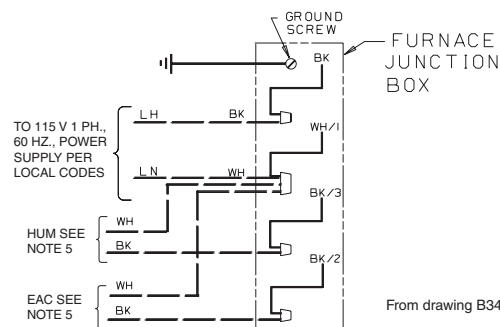 GROUND
SCREW
FURNACE
JUNCTION
BOX
BK
LH
BK
TO 115 V 1 PH.,
60 HZ., POWER
SUPPLY PER
LOCAL CODES
WH/1
LN
WH
BK/3
WH
HUM SEE
NOTE 5
BK
BK/2
WH
EAC SEE
NOTE 5
BK
From drawing B34